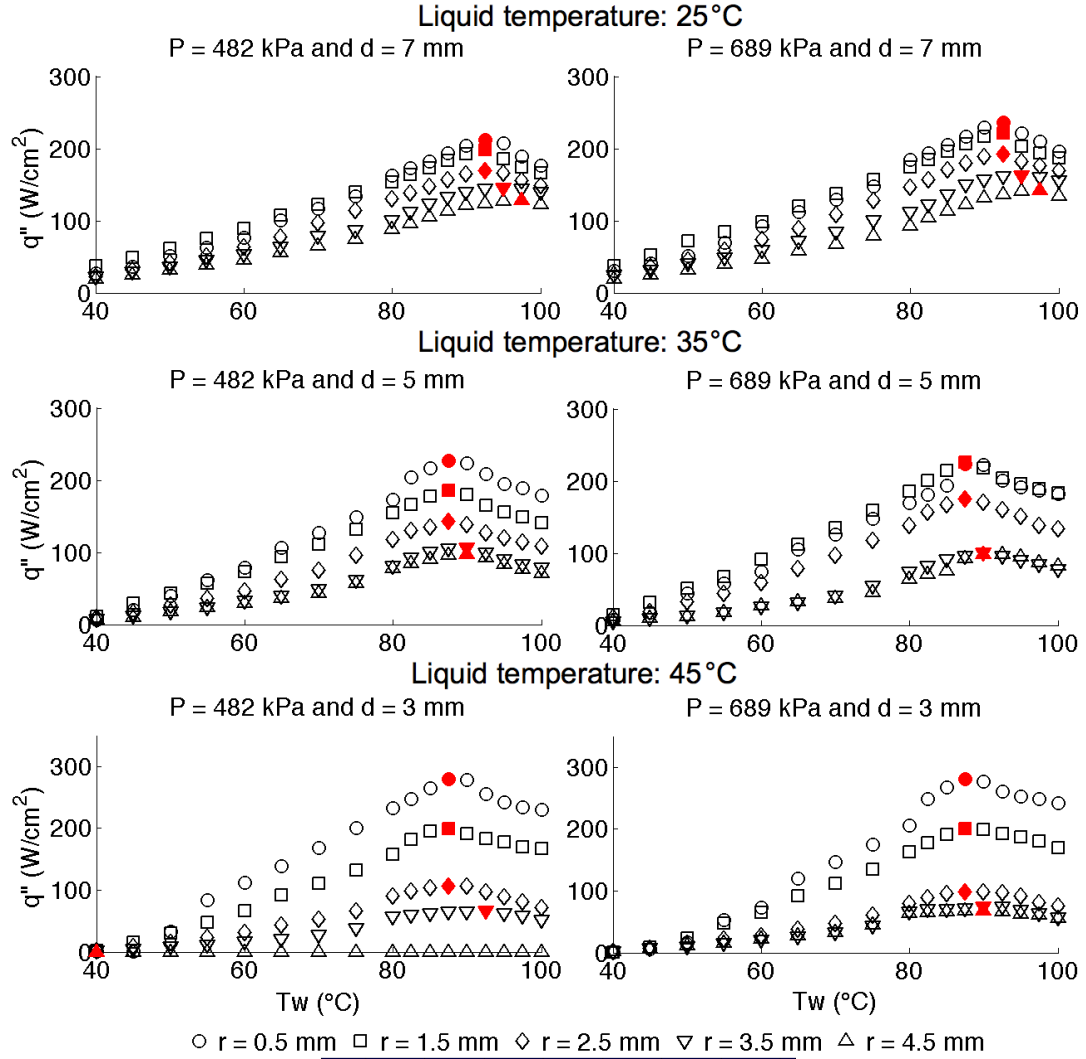 Liquid temperature: 25°C
P = 482 kPa and d = 7 mm
P = 689 kPa and d = 7 mm
300
200
100
0
q" (W/cm²)
40 60 80 100
300
200
100
0
40 60 80 100
Liquid temperature: 35°C
P = 482 kPa and d = 5 mm
P = 689 kPa and d = 5 mm
300
200
100
0
q" (W/cm²)
40 60 80 100
300
200
100
0
40 60 80 100
Liquid temperature: 45°C
P = 482 kPa and d = 3 mm
P = 689 kPa and d = 3 mm
300
200
100
0
q" (W/cm²)
40 60 80 100
Tw (°C)
300
200
100
0
40 60 80 100
Tw (°C)
r = 0.5 mm r = 1.5 mm r = 2.5 mm r = 3.5 mm r = 4.5 mm